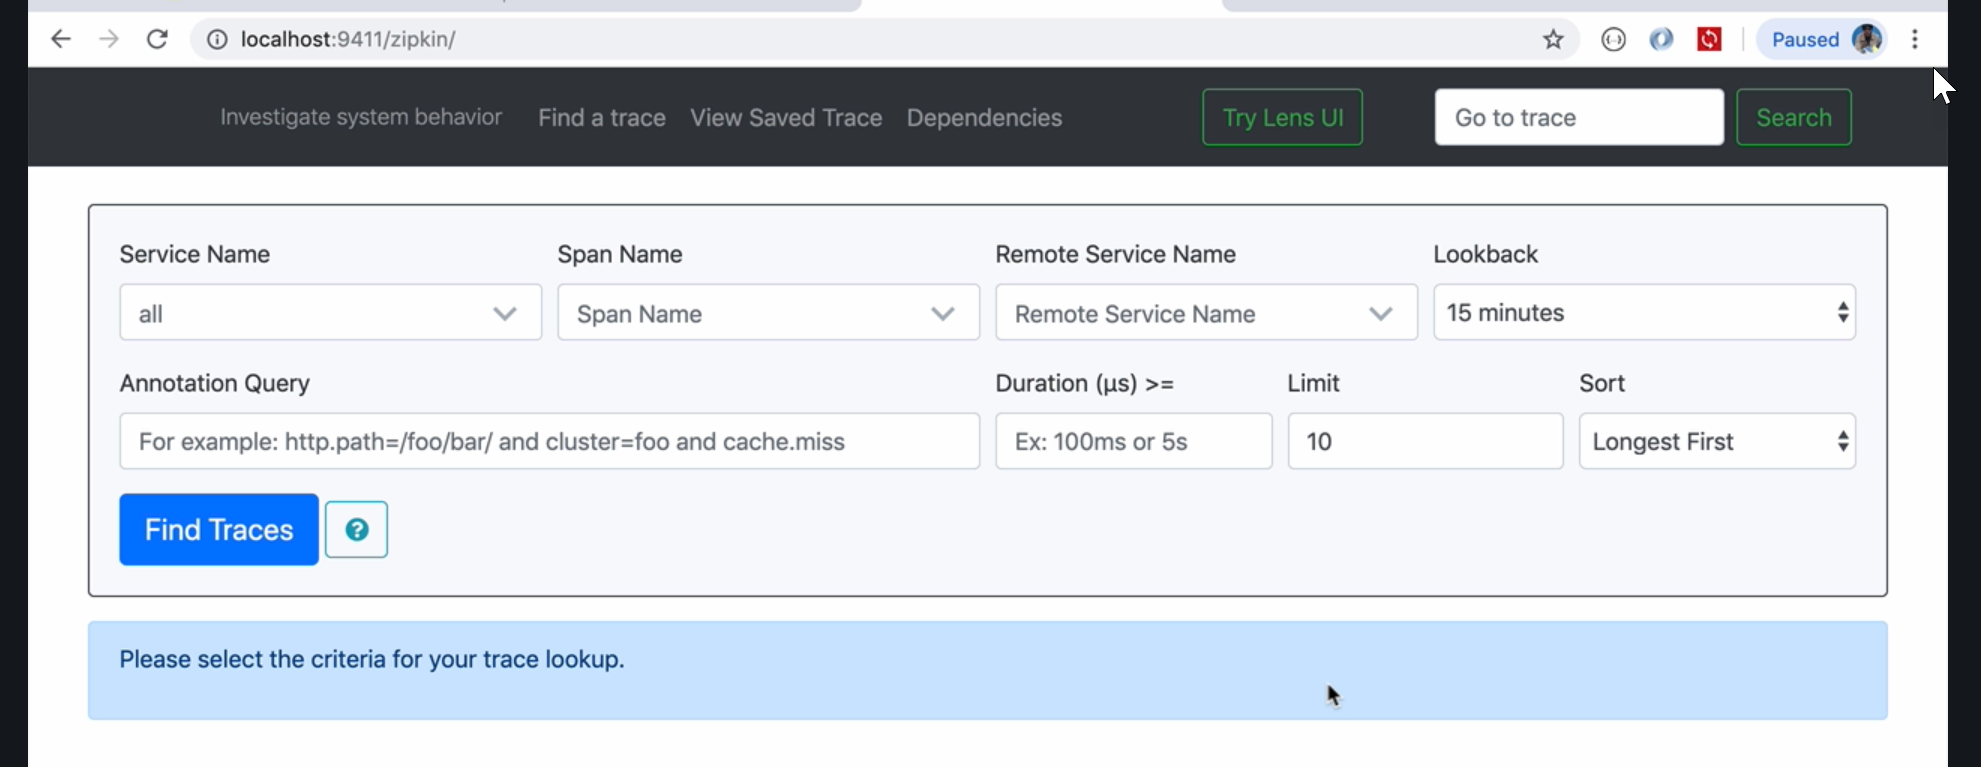 localhost:9411/zipkin/
Paused
Investigate system behavior Find a trace View Saved Trace Dependencies Try Lens UI Go to trace Search
Service Name Span Name Remote Service Name Lookback
all Span Name Remote Service Name 15 minutes
Annotation Query Duration (µs) >= Limit Sort
For example: http.path=/foo/bar/ and cluster=foo and cache.miss Ex: 100ms or 5s 10 Longest First
Find Traces ?
Please select the criteria for your trace lookup.